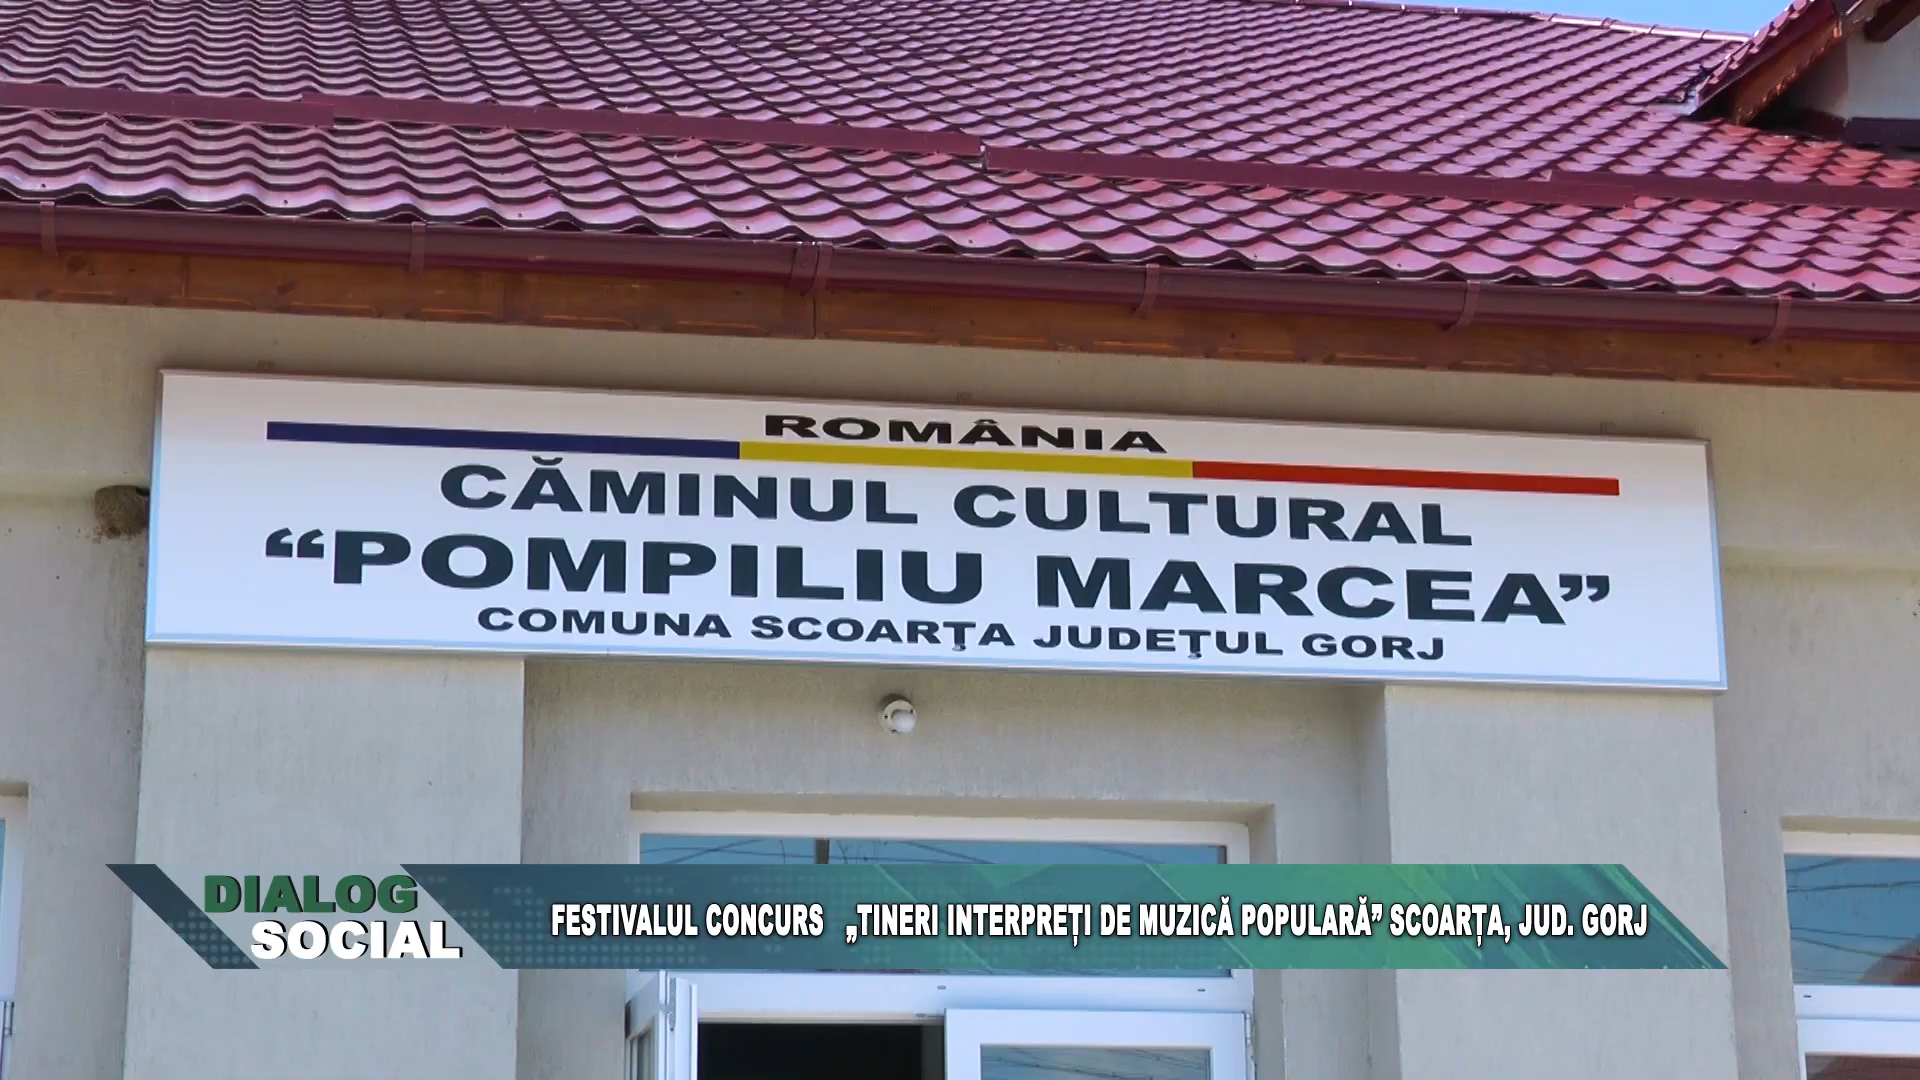 ROMÂNIA
CĂMINUL CULTURAL
“POMPILIU MARCEA”
COMUNA SCOARŢA JUDEŢUL GORJ
DIALOG
SOCIAL
FESTIVALUL CONCURS „TINERI INTERPREȚI DE MUZICĂ POPULARĂ” SCOARȚA, JUD. GORJ